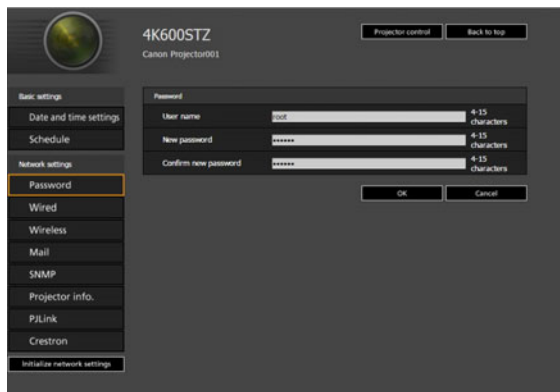 4K600STZ
Canon Projector001
Projector control
Back to top
Basic settings
Date and time settings
Schedule
Network settings
Password
Wired
Wireless
Mail
SNMP
Projector info.
PJLink
Crestron
Initialize network settings
Password
User name
root
4-15
characters
New password
••••••
4-15
characters
Confirm new password
••••••
4-15
characters
OK
Cancel